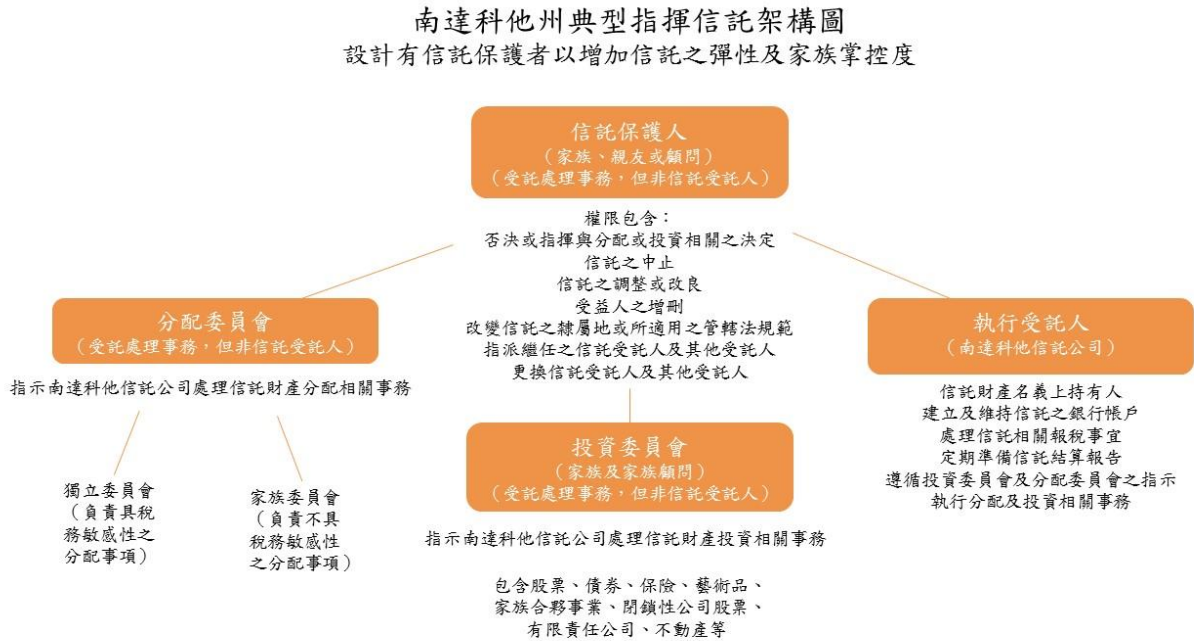 南達科他州典型指揮信託架構圖
設計有信託保護者以增加信託之彈性及家族掌控度
信託保護人
（家族、親友或顧問）
（受託處理事務，但非信託受託人）
權限包含：
否決或指揮與分配或投資相關之決定
信託之中止
信託之調整或改良
受益人之增刪
改變信託之隸屬地或所適用之管轄法規範
指派繼任之信託受託人及其他受託人
更換信託受託人及其他受託人
分配委員會
（受託處理事務，但非信託受託人）
指示南達科他信託公司處理信託財產分配相關事務
獨立委員會
（負責具稅
務敏感性之
分配事項）
家族委員會
（負責不具
稅務敏感性
之分配事項）
投資委員會
（家族及家族顧問）
（受託處理事務，但非信託受託人）
指示南達科他信託公司處理信託財產投資相關事務
包含股票、債券、保險、藝術品、
家族合夥事業、閉鎖性公司股票、
有限責任公司、不動產等
執行受託人
（南達科他信託公司）
信託財產名義上持有人
建立及維持信託之銀行帳戶
處理信託相關報稅事宜
定期準備信託結算報告
遵循投資委員會及分配委員會之指示
執行分配及投資相關事務